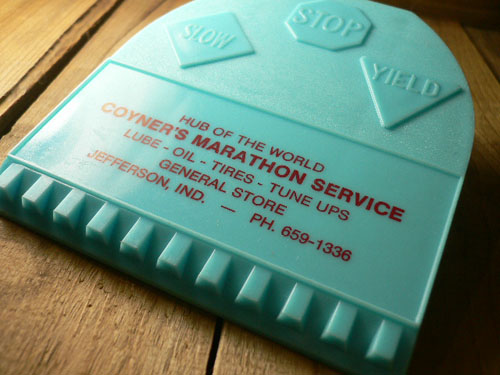 SLOW
STOP
YIELD
HUB OF THE WORLD
COYNER'S MARATHON SERVICE
LUBE - OIL - TIRES - TUNE UPS
GENERAL STORE
JEFFERSON, IND. — PH. 659-1336